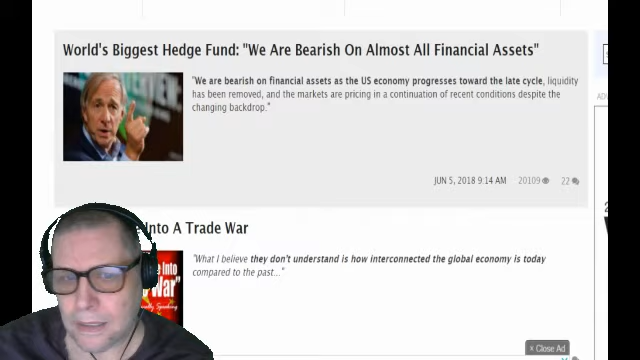 World's Biggest Hedge Fund: "We Are Bearish On Almost All Financial Assets"
"We are bearish on financial assets as the US economy progresses toward the late cycle, liquidity
has been removed, and the markets are pricing in a continuation of recent conditions despite the
changing backdrop."
JUN 5, 2018 9:14 AM 20109 22
Into A Trade War
"What I believe they don't understand is how interconnected the global economy is today
compared to the past..."
Into
War"
x Close Ad